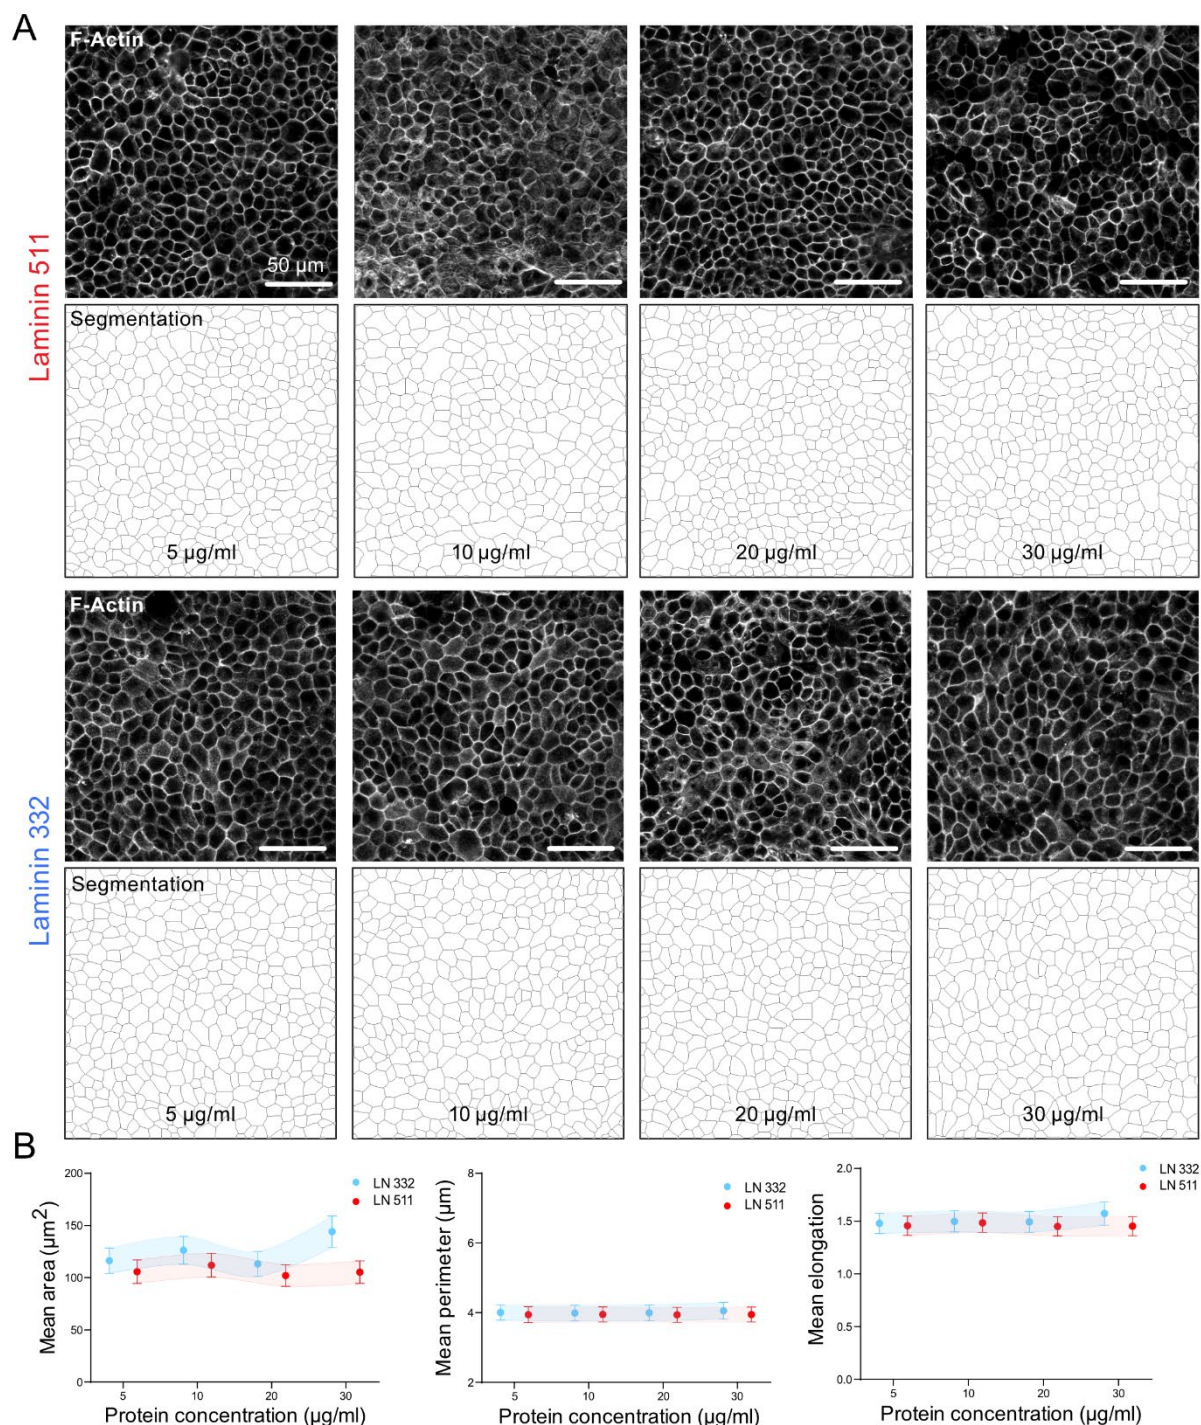 A
F-Actin
50 µm
Laminin 511
Segmentation
5 µg/ml
10 µg/ml
20 µg/ml
30 µg/ml
F-Actin
Laminin 332
Segmentation
5 µg/ml
10 µg/ml
20 µg/ml
30 µg/ml
B
200
150
100
50
0
Mean area (µm²)
LN 332
LN 511
5
10
20
30
Protein concentration (µg/ml)
8
6
4
2
Mean perimeter (µm)
LN 332
LN 511
5
10
20
30
Protein concentration (µg/ml)
2.0
1.5
1.0
0.5
0.0
Mean elongation
LN 332
LN 511
5
10
20
30
Protein concentration (µg/ml)